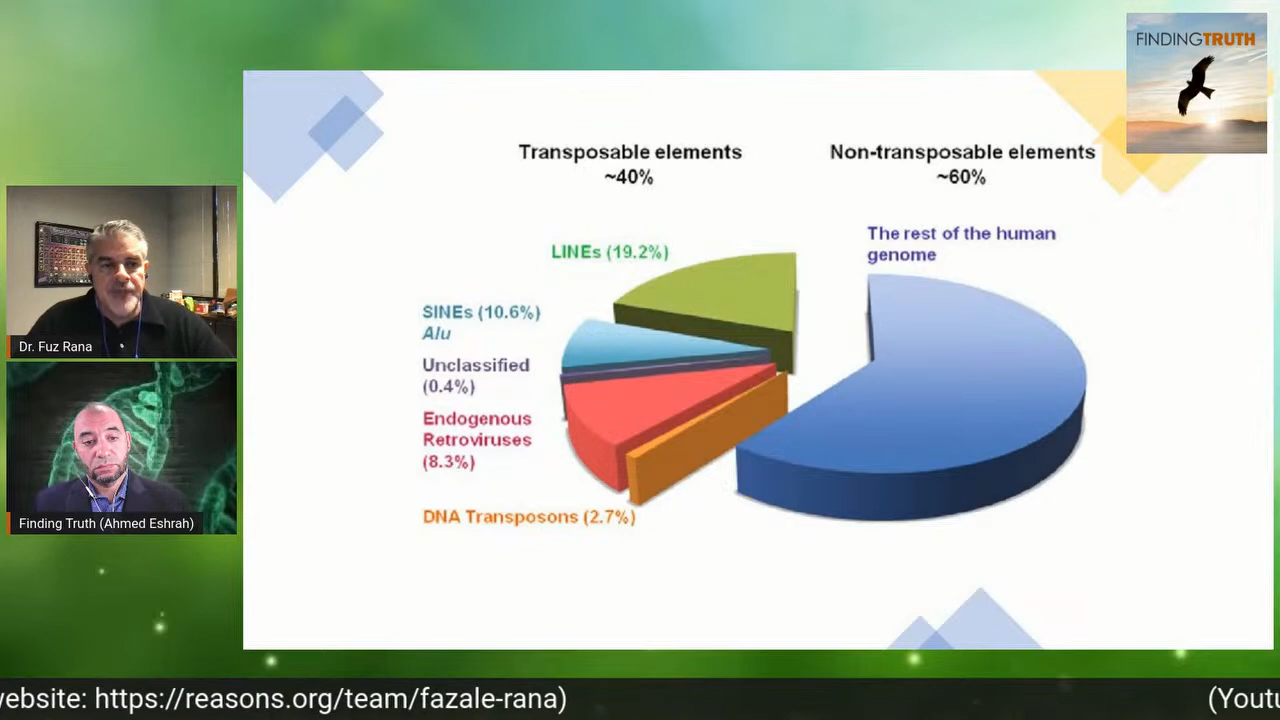 FINDINGTRUTH
Transposable elements
~40%
Non-transposable elements
~60%
The rest of the human
genome
LINEs (19.2%)
SINEs (10.6%)
Alu
Unclassified
(0.4%)
Endogenous
Retroviruses
(8.3%)
DNA Transposons (2.7%)
Dr. Fuz Rana
Finding Truth (Ahmed Eshrah)
ebsite: https://reasons.org/team/fazale-rana)
(Youtu